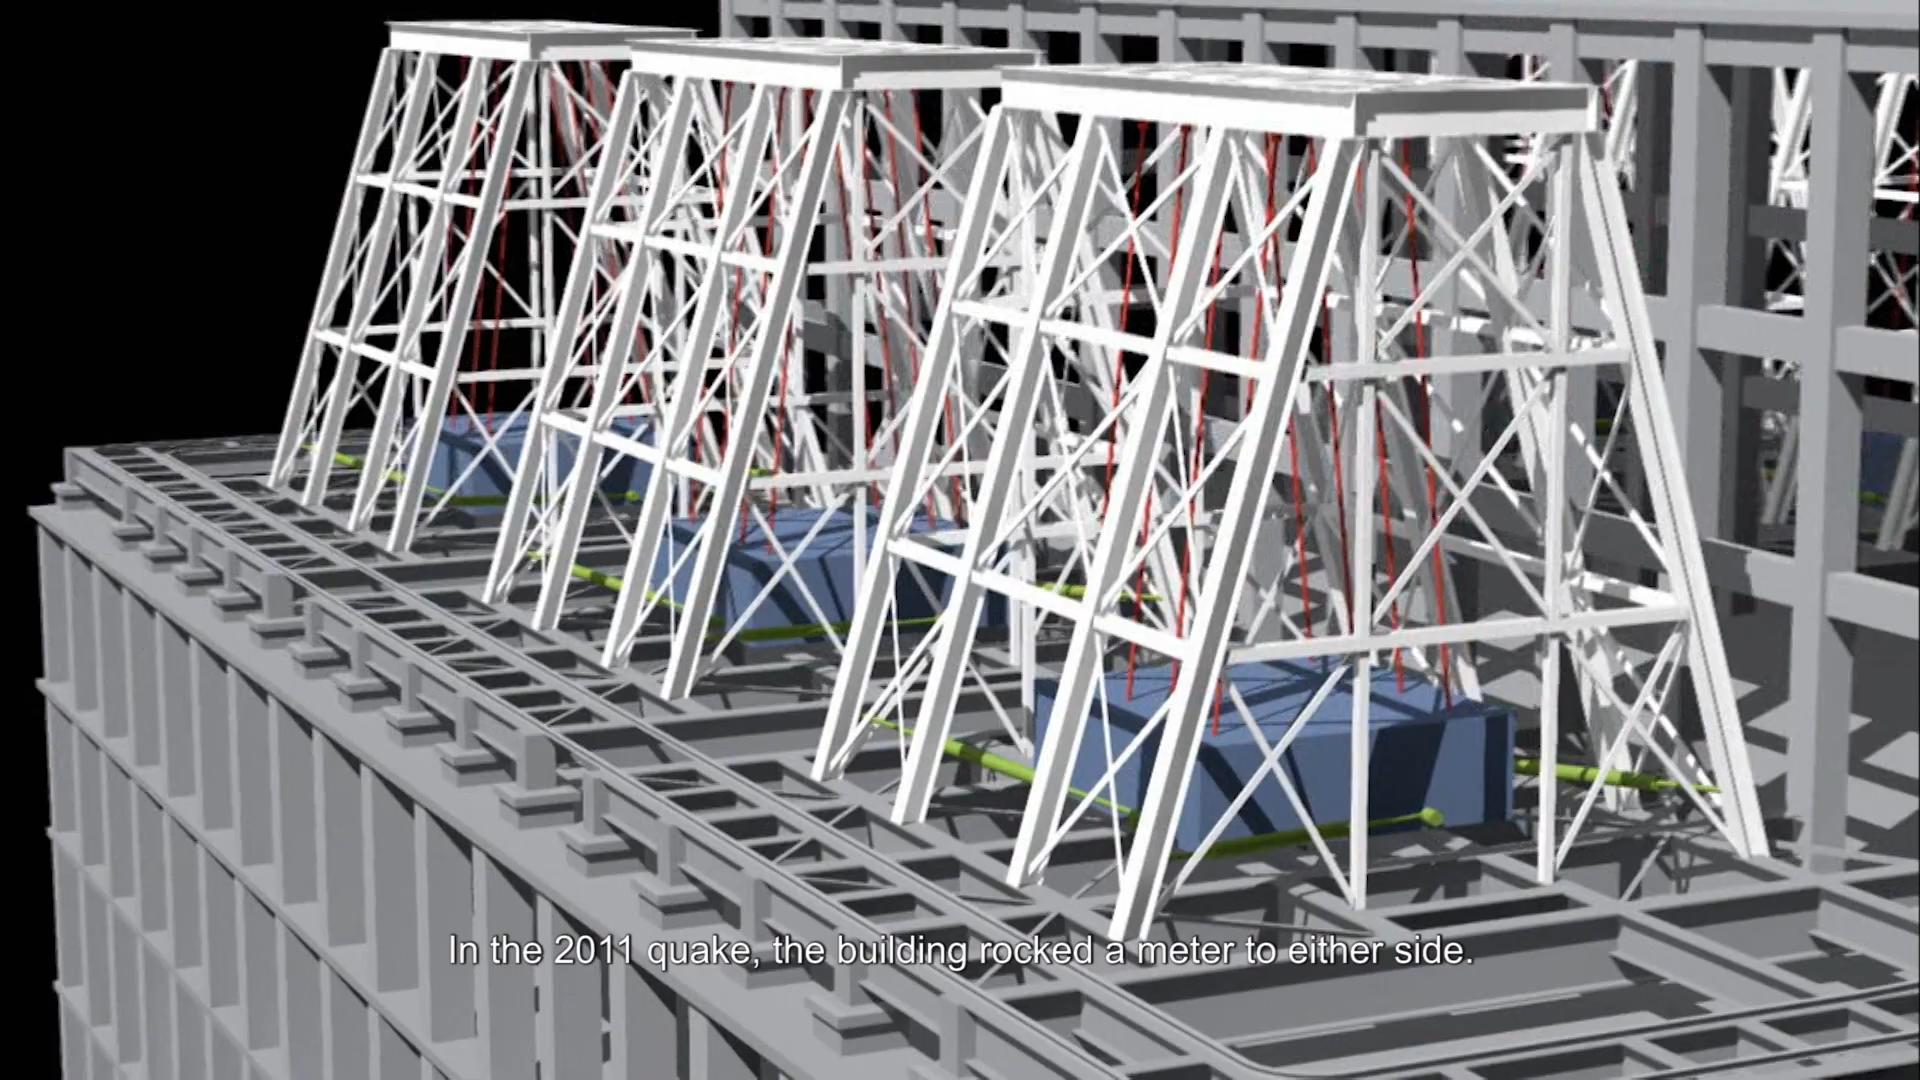 In the 2011 quake, the building rocked a meter to either side.